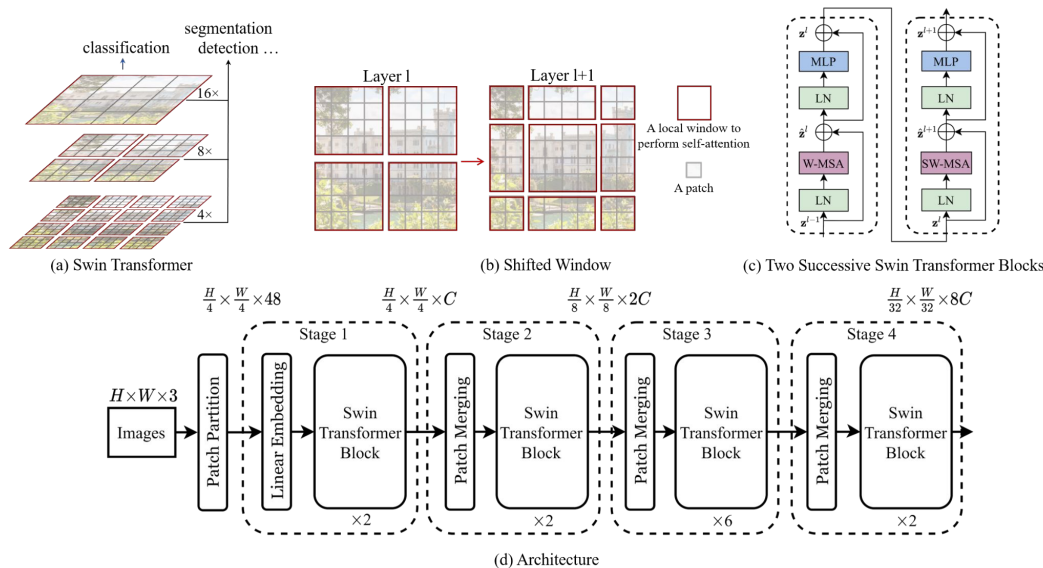 segmentation
classification
detection ...
16×
8×
4×
(a) Swin Transformer
Layer l
Layer l+1
A local window to
perform self-attention
A patch
(b) Shifted Window
z^l
MLP
LN
ẑ^l
W-MSA
LN
z^{l−1}
z^{l+1}
MLP
LN
ẑ^{l+1}
SW-MSA
LN
z^l
(c) Two Successive Swin Transformer Blocks
H/4 × W/4 × 48
H/4 × W/4 × C
H/8 × W/8 × 2C
H/32 × W/32 × 8C
Stage 1
Stage 2
Stage 3
Stage 4
H×W×3
Images
Patch Partition
Linear Embedding
Swin
Transformer
Block
×2
Patch Merging
Swin
Transformer
Block
×2
Patch Merging
Swin
Transformer
Block
×6
Patch Merging
Swin
Transformer
Block
×2
(d) Architecture